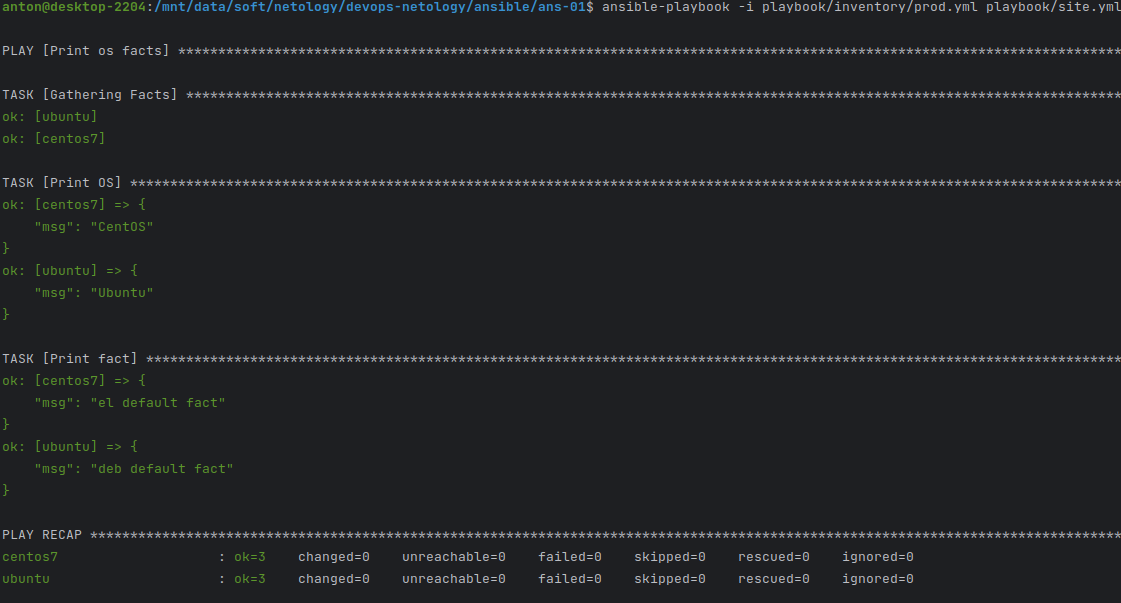 anton@desktop-2204:/mnt/data/soft/netology/devops-netology/ansible/ans-01$ ansible-playbook -i playbook/inventory/prod.yml playbook/site.yml
PLAY [Print os facts] **********************************************************************************************************************
TASK [Gathering Facts] *********************************************************************************************************************
ok: [ubuntu]
ok: [centos7]
TASK [Print OS] ****************************************************************************************************************************
ok: [centos7] => {
    "msg": "CentOS"
}
ok: [ubuntu] => {
    "msg": "Ubuntu"
}
TASK [Print fact] **************************************************************************************************************************
ok: [centos7] => {
    "msg": "el default fact"
}
ok: [ubuntu] => {
    "msg": "deb default fact"
}
PLAY RECAP *********************************************************************************************************************************
centos7                    : ok=3    changed=0    unreachable=0    failed=0    skipped=0    rescued=0    ignored=0
ubuntu                     : ok=3    changed=0    unreachable=0    failed=0    skipped=0    rescued=0    ignored=0